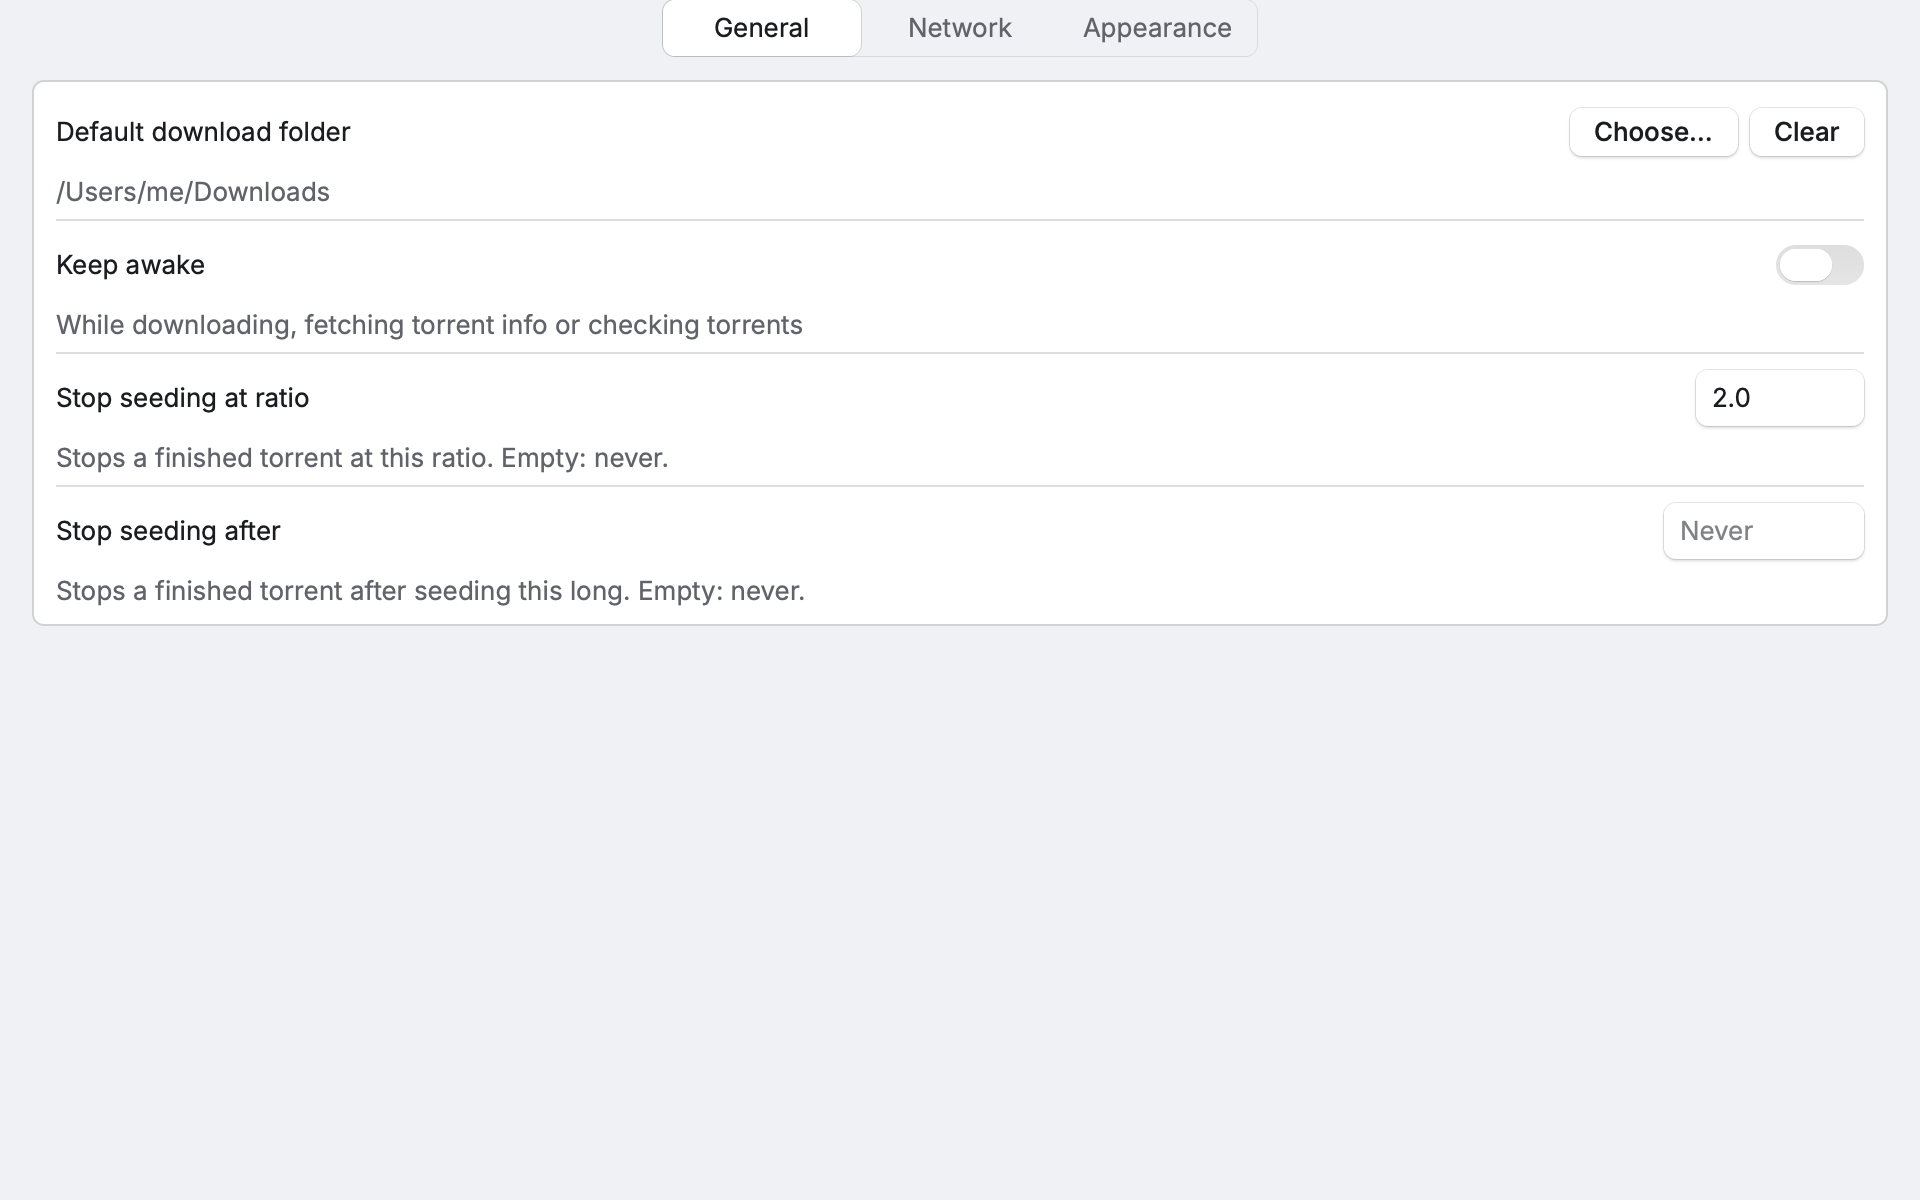 General
Network
Appearance
Default download folder
Choose...
Clear
/Users/me/Downloads
Keep awake
While downloading, fetching torrent info or checking torrents
Stop seeding at ratio
2.0
Stops a finished torrent at this ratio. Empty: never.
Stop seeding after
Never
Stops a finished torrent after seeding this long. Empty: never.